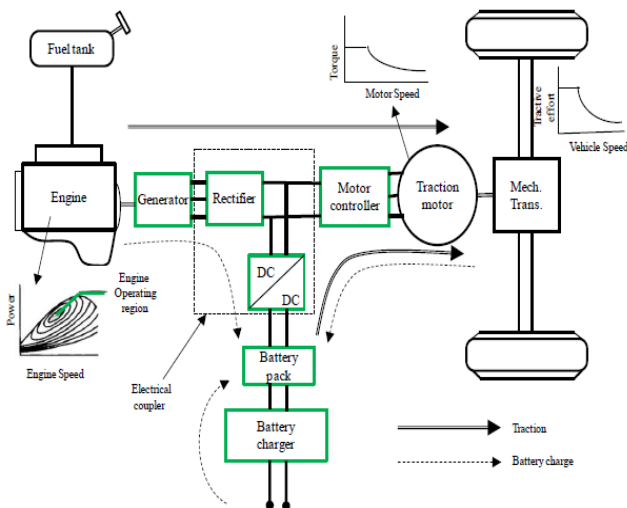 Fuel tank
Torque
Motor Speed
Tractive
effort
Vehicle Speed
Engine
Generator
Rectifier
Motor
controller
Traction
motor
Mech.
Trans.
DC
DC
Engine
Operating
region
Power
Engine Speed
Electrical
coupler
Battery
pack
Battery
charger
Traction
Battery charge